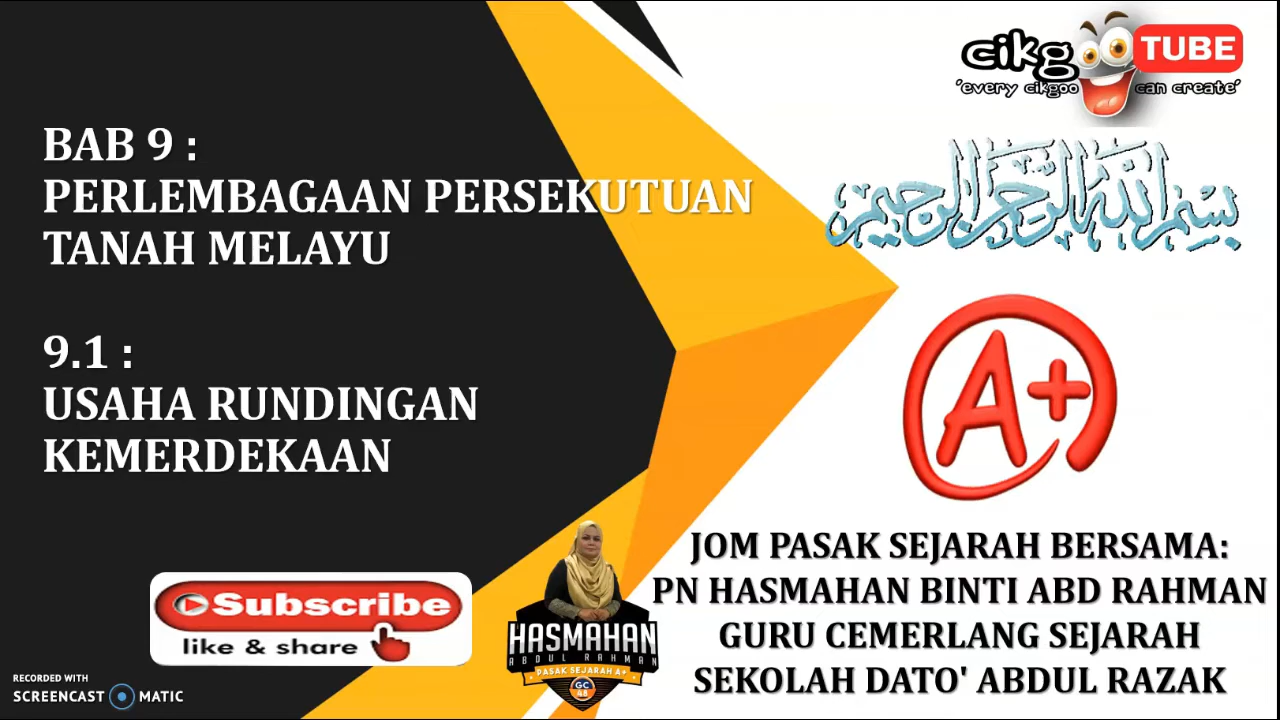 BAB 9 :
PERLEMBAGAAN PERSEKUTUAN
TANAH MELAYU
9.1 :
USAHA RUNDINGAN
KEMERDEKAAN
Subscribe
like & share
RECORDED WITH
SCREENCAST MATIC
cikgoo TUBE
'every cikgoo can create'
بسم الله الرحمن الرحيم
A+
HASMAHAN
ABDUL RAHMAN
PASAK SEJARAH A+
GC
48
JOM PASAK SEJARAH BERSAMA:
PN HASMAHAN BINTI ABD RAHMAN
GURU CEMERLANG SEJARAH
SEKOLAH DATO' ABDUL RAZAK